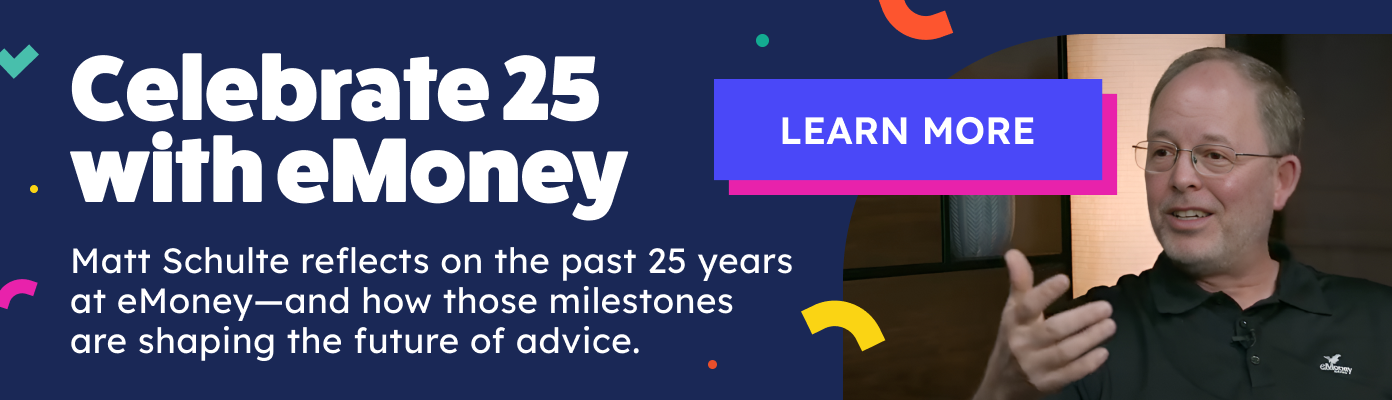 Celebrate 25
with eMoney
LEARN MORE
Matt Schulte reflects on the past 25 years
at eMoney—and how those milestones
are shaping the future of advice.
eMoney